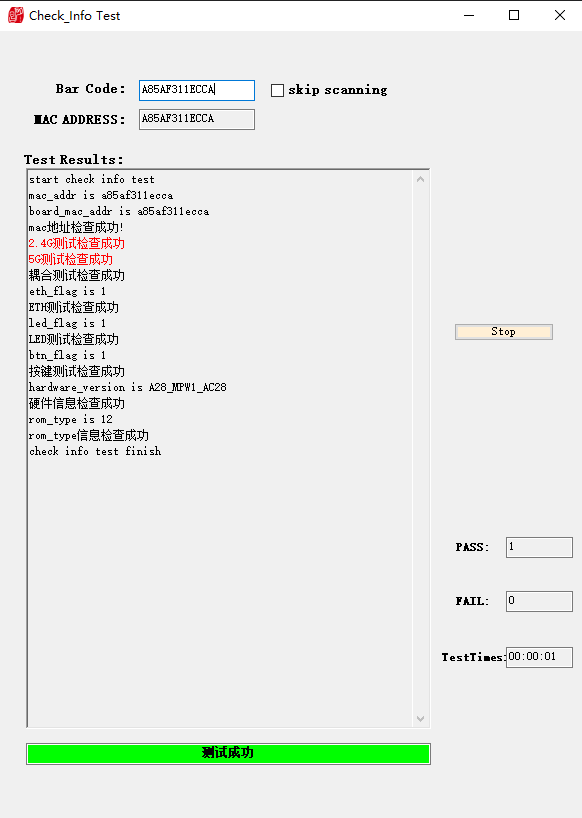 Check_Info Test
Bar Code: A85AF311ECCA skip scanning
MAC ADDRESS: A85AF311ECCA
Test Results:
start check info test
mac_addr is a85af311ecca
board_mac_addr is a85af311ecca
mac地址检查成功!
2.4G测试检查成功
5G测试检查成功
耦合测试检查成功
eth_flag is 1
ETH测试检查成功
led_flag is 1
LED测试检查成功
btn_flag is 1
按键测试检查成功
hardware_version is A28_MPW1_AC28
硬件信息检查成功
rom_type is 12
rom_type信息检查成功
check info test finish
Stop
PASS: 1
FAIL: 0
TestTimes: 00:00:01
测试成功